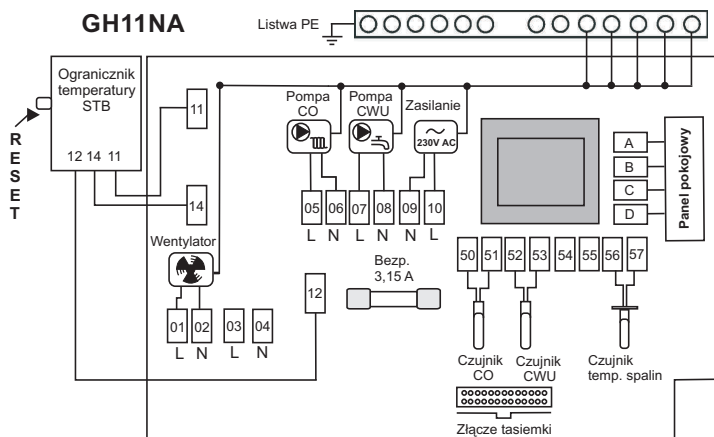 GH11NA
Listwa PE
Ogranicznik
temperatury
STB
RESET
12 14 11
11
14
Pompa
CO
Pompa
CWU
Zasilanie
230V AC
05 06 07 08 09 10
L N L N N L
A
B
C
D
Panel pokojowy
Wentylator
01 02 03 04
L N L N
12
Bezp.
3,15 A
50 51 52 53 54 55 56 57
Czujnik
CO
Czujnik
CWU
Czujnik
temp. spalin
Złącze tasiemki